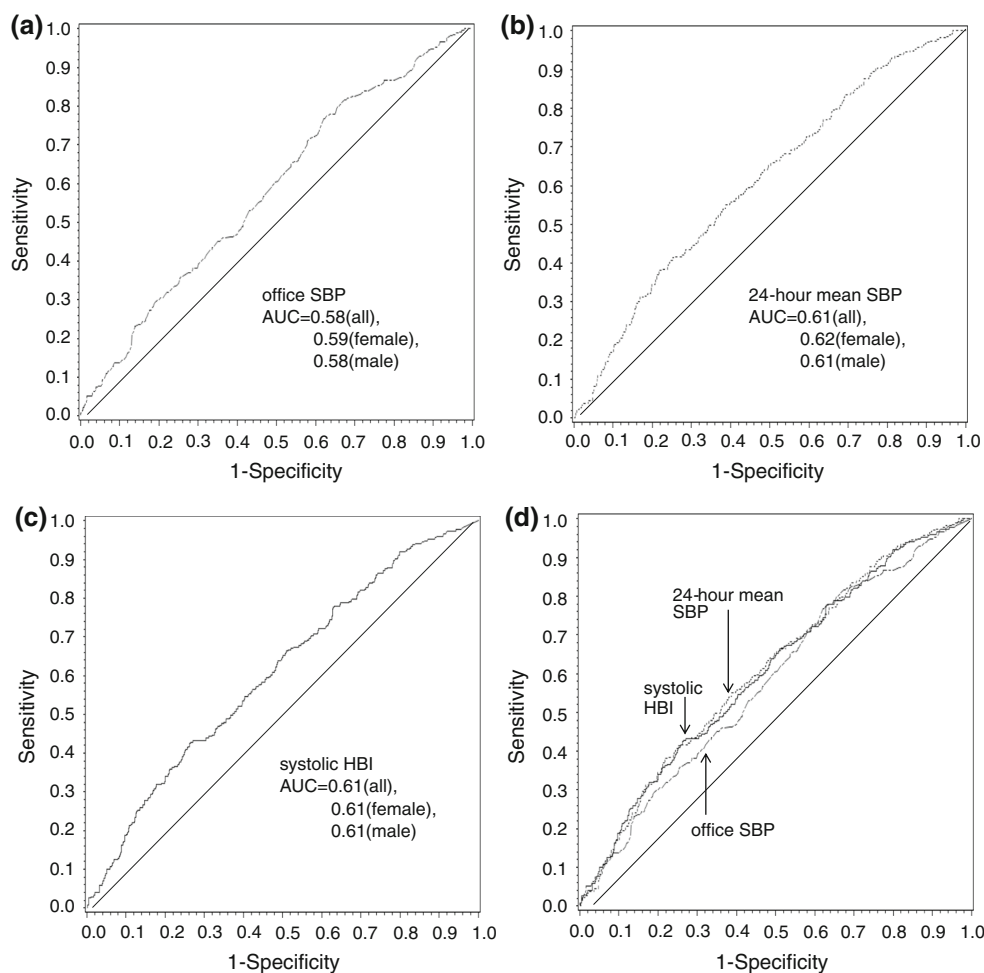 (a)
1.0
0.9
0.8
0.7
0.6
0.5
0.4
0.3
0.2
0.1
0.0
Sensitivity
office SBP
AUC=0.58(all),
0.59(female),
0.58(male)
0.0 0.1 0.2 0.3 0.4 0.5 0.6 0.7 0.8 0.9 1.0
1-Specificity
(b)
1.0
0.9
0.8
0.7
0.6
0.5
0.4
0.3
0.2
0.1
0.0
Sensitivity
24-hour mean SBP
AUC=0.61(all),
0.62(female),
0.61(male)
0.0 0.1 0.2 0.3 0.4 0.5 0.6 0.7 0.8 0.9 1.0
1-Specificity
(c)
1.0
0.9
0.8
0.7
0.6
0.5
0.4
0.3
0.2
0.1
0.0
Sensitivity
systolic HBI
AUC=0.61(all),
0.61(female),
0.61(male)
0.0 0.1 0.2 0.3 0.4 0.5 0.6 0.7 0.8 0.9 1.0
1-Specificity
(d)
1.0
0.9
0.8
0.7
0.6
0.5
0.4
0.3
0.2
0.1
0.0
Sensitivity
24-hour mean
SBP
systolic
HBI
office SBP
0.0 0.1 0.2 0.3 0.4 0.5 0.6 0.7 0.8 0.9 1.0
1-Specificity